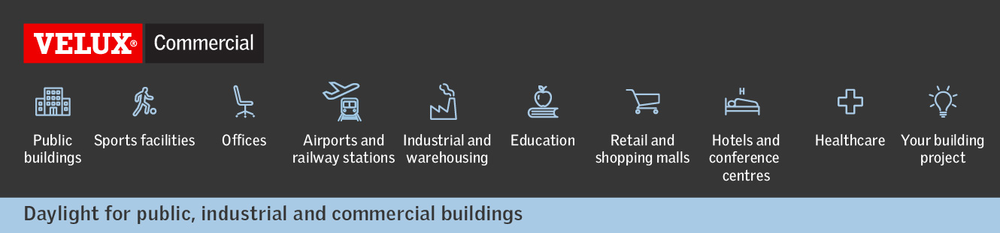 VELUX® Commercial
H
Public
buildings
Sports facilities
Offices
Airports and
railway stations
Industrial and
warehousing
Education
Retail and
shopping malls
Hotels and
conference
centres
Healthcare
Your building
project
Daylight for public, industrial and commercial buildings